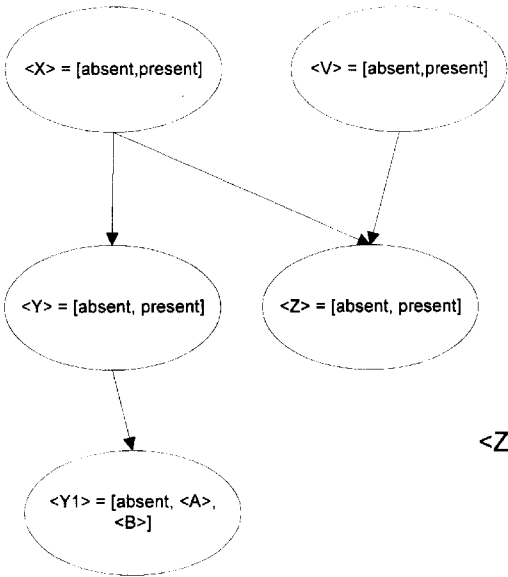 <X> = [absent,present]
<V> = [absent,present]
<Y> = [absent, present]
<Z> = [absent, present]
<Z
<Y1> = [absent, <A>,
<B>]